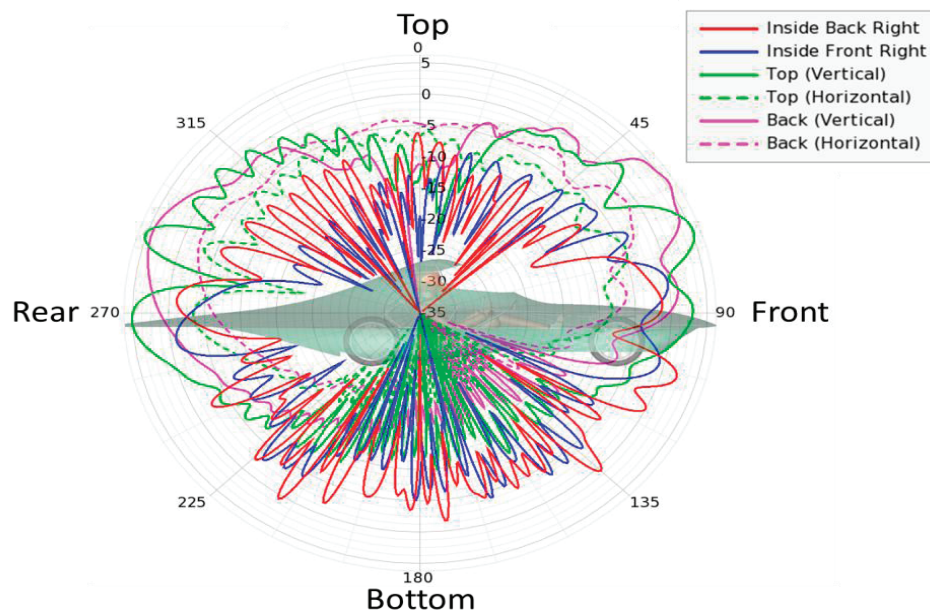 Top
0
5
0
-5
-10
-15
-20
-25
-30
-35
315
45
Rear
270
90
Front
225
135
180
Bottom
Inside Back Right
Inside Front Right
Top (Vertical)
Top (Horizontal)
Back (Vertical)
Back (Horizontal)